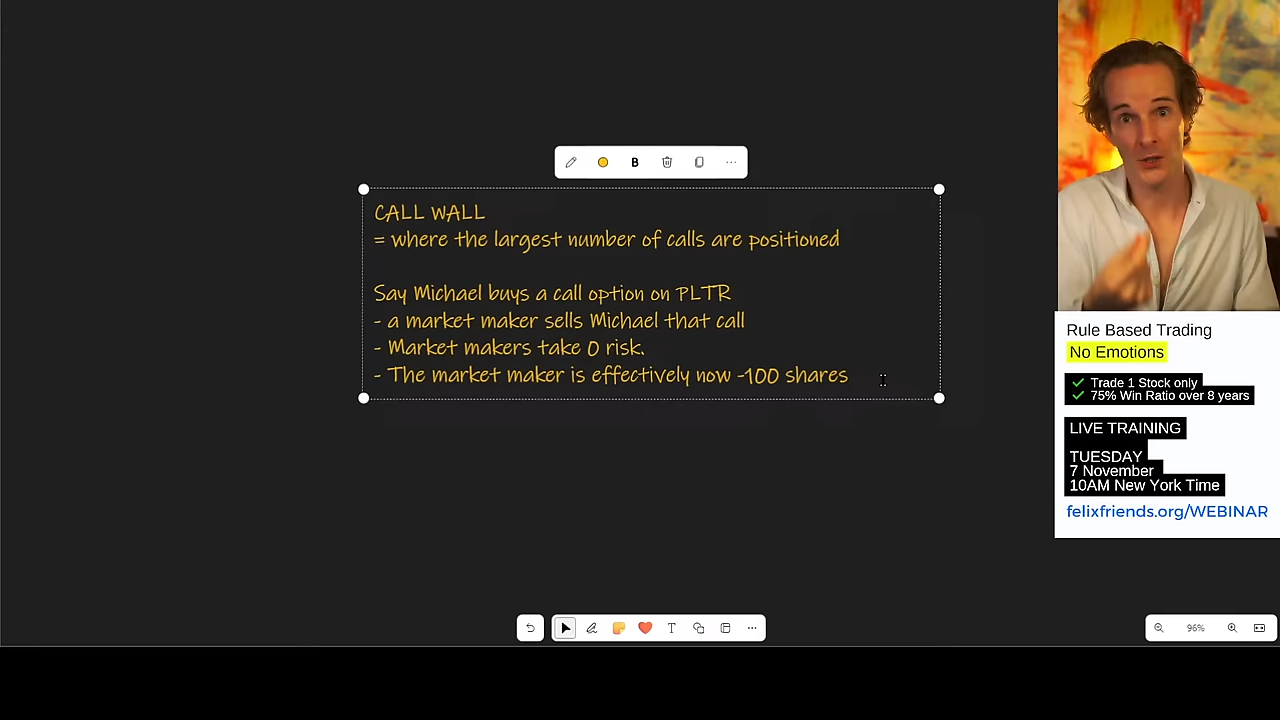 B
CALL WALL
= where the largest number of calls are positioned
Say Michael buys a call option on PLTR
- a market maker sells Michael that call
- Market makers take 0 risk.
- The market maker is effectively now -100 shares
Rule Based Trading
No Emotions
Trade 1 Stock only
75% Win Ratio over 8 years
LIVE TRAINING
TUESDAY
7 November
10AM New York Time
felixfriends.org/WEBINAR
T
96%